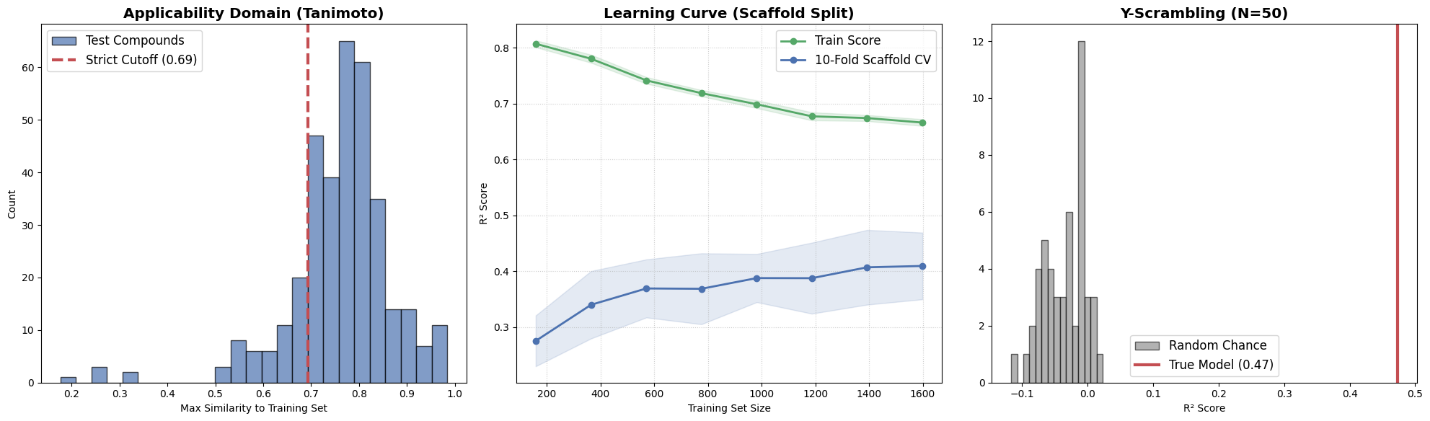 Applicability Domain (Tanimoto)
Test Compounds
Strict Cutoff (0.69)
Count
60
50
40
30
20
10
0
0.2 0.3 0.4 0.5 0.6 0.7 0.8 0.9 1.0
Max Similarity to Training Set
Learning Curve (Scaffold Split)
Train Score
10-Fold Scaffold CV
R² Score
0.8
0.7
0.6
0.5
0.4
0.3
200 400 600 800 1000 1200 1400 1600
Training Set Size
Y-Scrambling (N=50)
12
10
8
6
4
2
0
Random Chance
True Model (0.47)
−0.1 0.0 0.1 0.2 0.3 0.4 0.5
R² Score